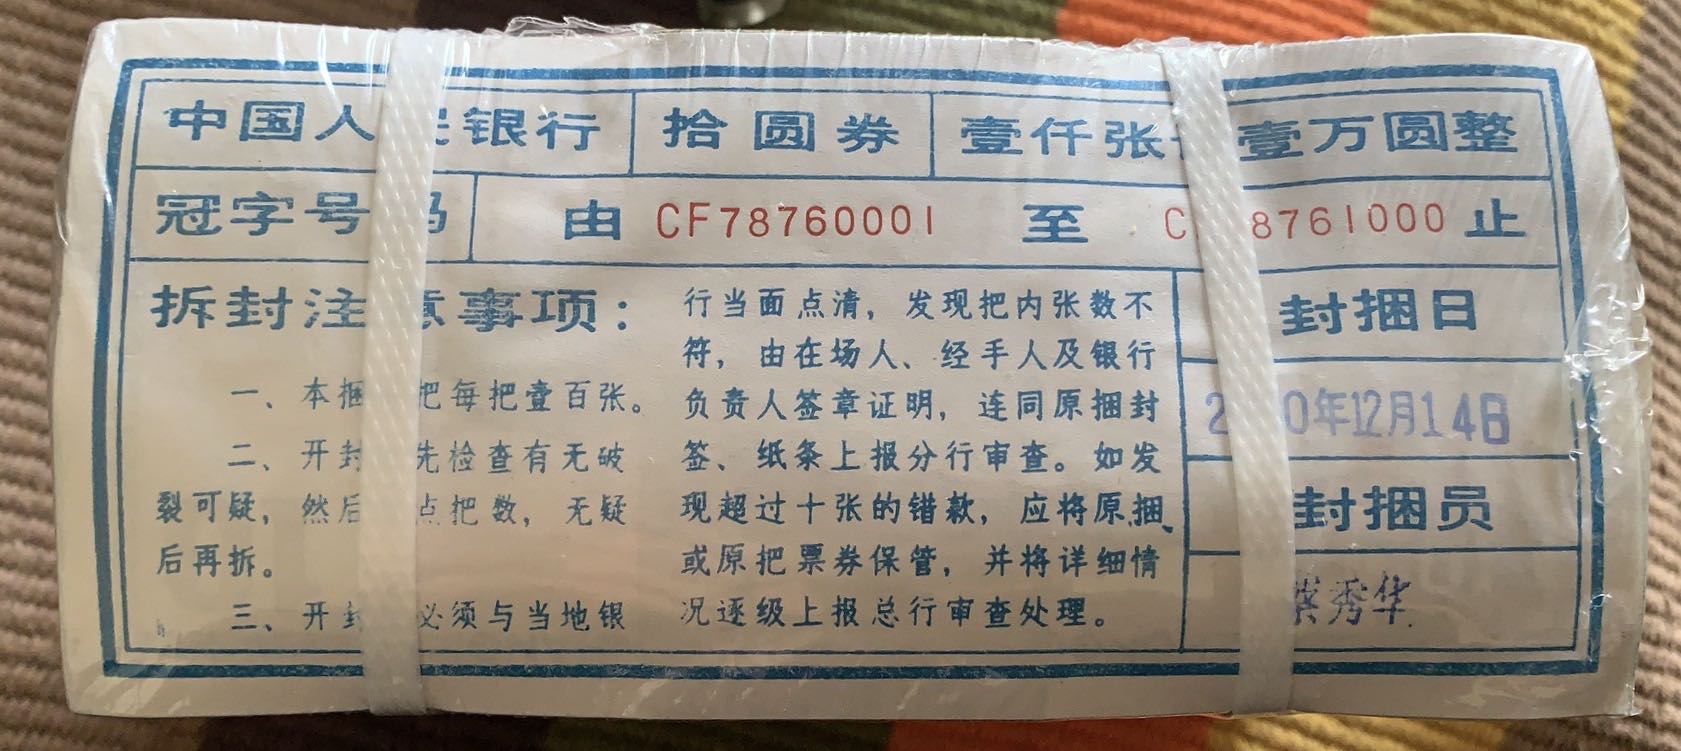 中国人民银行 拾圆券 壹仟张 壹万圆整
冠字号码 由 CF78760001 至 CF78761000 止
拆封注意事项：
一、本捆 把每把壹百张。
二、开封 先检查有无破
裂可疑，然后 点把数，无疑
后再拆。
三、开封 必须与当地银
行当面点清，发现把内张数不
符，由在场人、经手人及银行
负责人签章证明，连同原捆封
签、纸条上报分行审查。如发
现超过十张的错款，应将原捆、
或原把票券保管，并将详细情
况逐级上报总行审查处理。
封捆日
2 0年12月14日
封捆员
蔡秀华